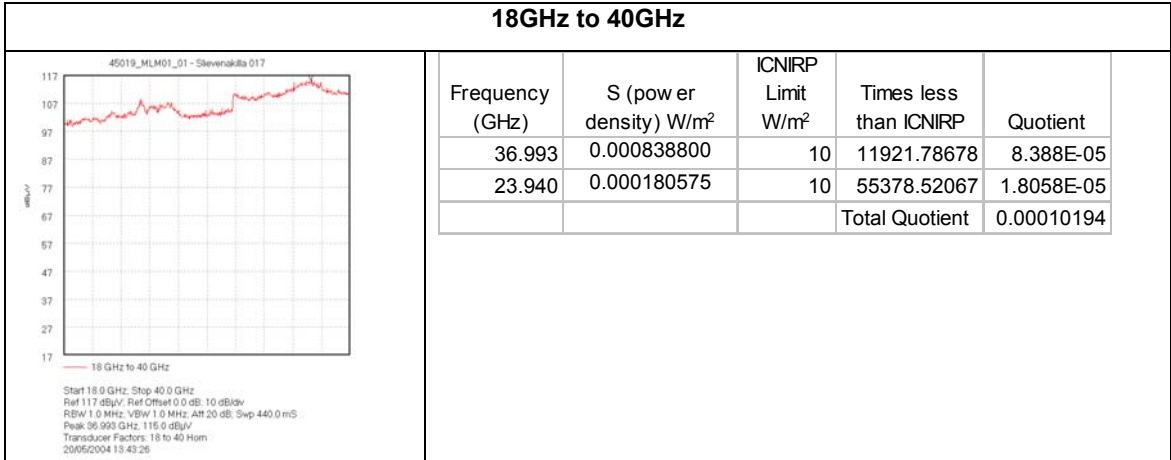 18GHz to 40GHz
45019_MLM01_01 - Slievenakilla 017
117
107
97
87
77
67
57
47
37
27
17
dBµV
18 GHz to 40 GHz
Start 18.0 GHz; Stop 40.0 GHz
Ref 117 dBµV; Ref Offset 0.0 dB; 10 dB/div
RBW 1.0 MHz; VBW 1.0 MHz; Att 20 dB; Swp 440.0 mS
Peak 36.993 GHz, 115.0 dBµV
Transducer Factors: 18 to 40 Horn
20/05/2004 13:43:26
Frequency (GHz) S (pow er density) W/m² ICNIRP Limit W/m² Times less than ICNIRP Quotient
36.993 0.000838800 10 11921.78678 8.388E-05
23.940 0.000180575 10 55378.52067 1.8058E-05
Total Quotient 0.00010194